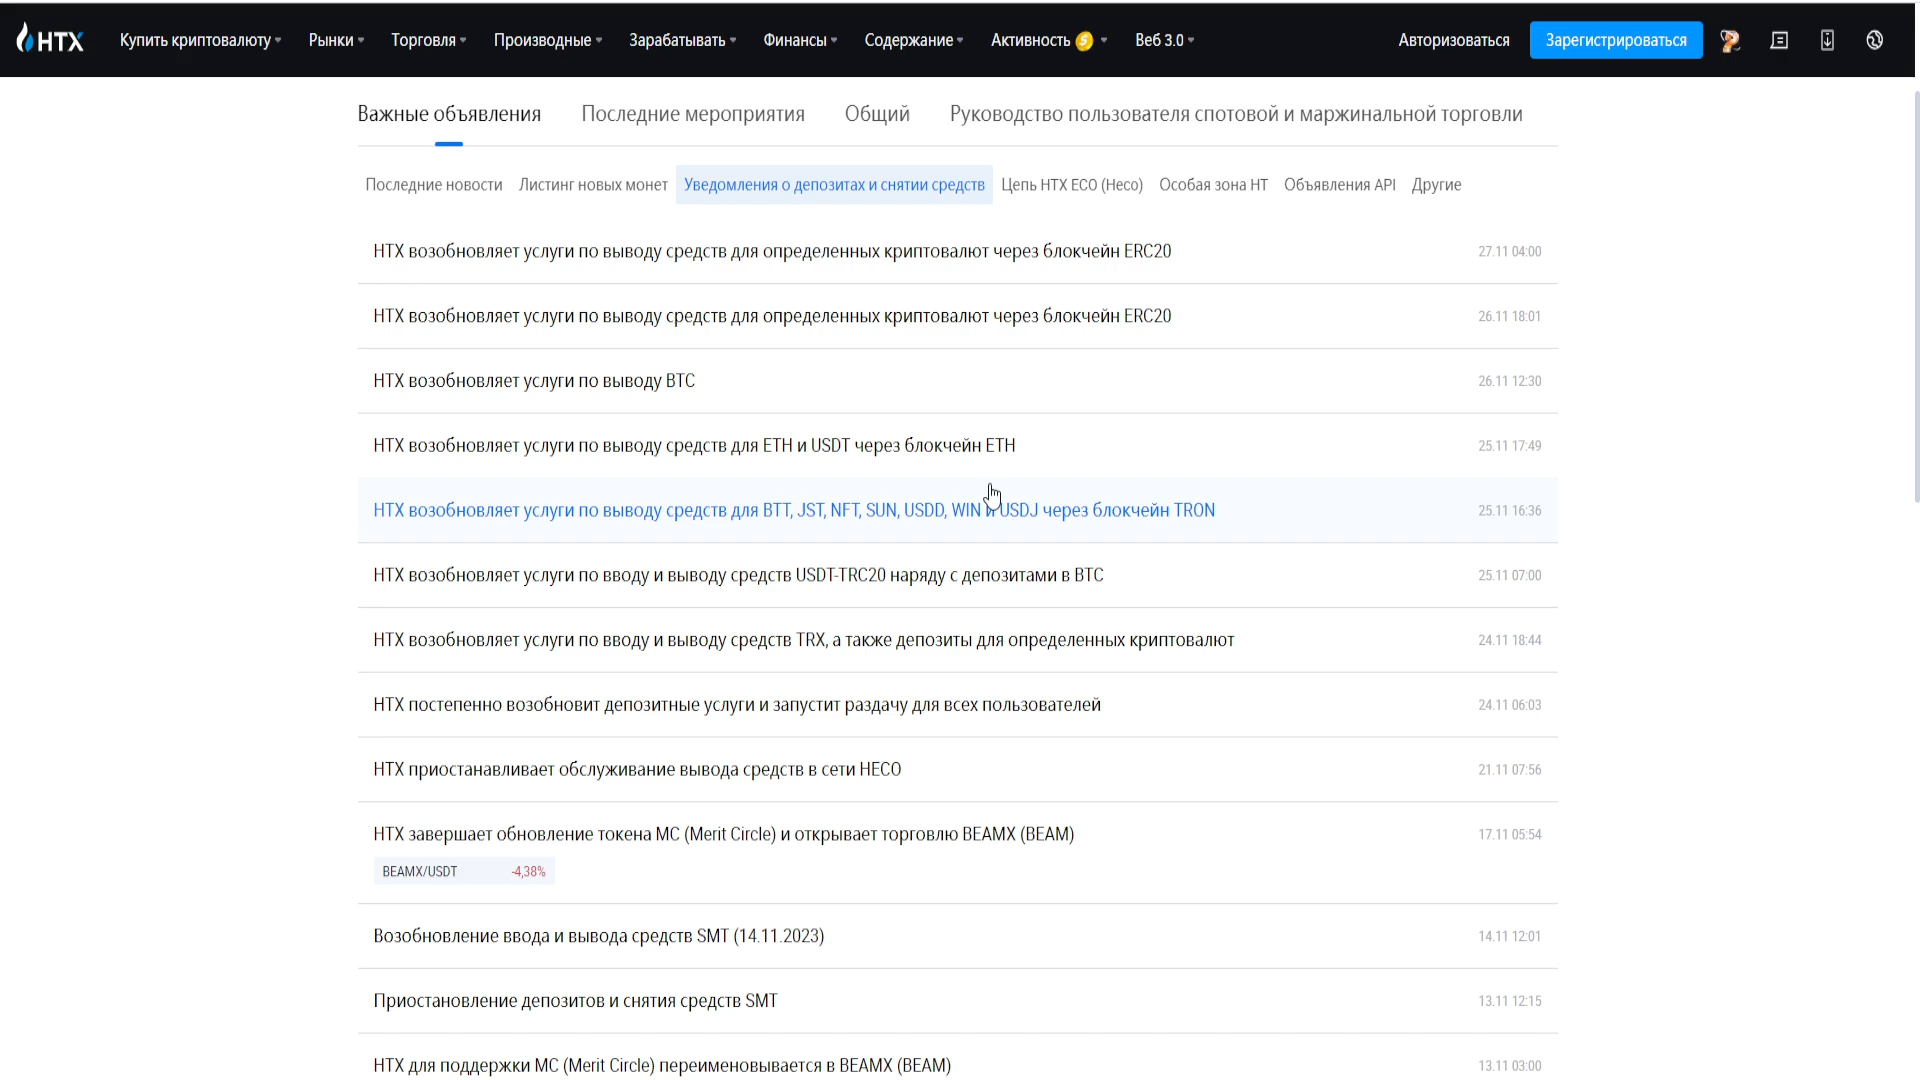 HTX Купить криптовалюту Рынки Торговля Производные Зарабатывать Финансы Содержание Активность Веб 3.0 Авторизоваться Зарегистрироваться
Важные объявления Последние мероприятия Общий Руководство пользователя спотовой и маржинальной торговли
Последние новости Листинг новых монет Уведомления о депозитах и снятии средств Цепь HTX ECO (Heco) Особая зона HT Объявления API Другие
HTX возобновляет услуги по выводу средств для определенных криптовалют через блокчейн ERC20 27.11 04:00
HTX возобновляет услуги по выводу средств для определенных криптовалют через блокчейн ERC20 26.11 18:01
HTX возобновляет услуги по выводу BTC 26.11 12:30
HTX возобновляет услуги по выводу средств для ETH и USDT через блокчейн ETH 25.11 17:49
HTX возобновляет услуги по выводу средств для BTT, JST, NFT, SUN, USDD, WIN и USDJ через блокчейн TRON 25.11 16:36
HTX возобновляет услуги по вводу и выводу средств USDT-TRC20 наряду с депозитами в BTC 25.11 07:00
HTX возобновляет услуги по вводу и выводу средств TRX, а также депозиты для определенных криптовалют 24.11 18:44
HTX постепенно возобновит депозитные услуги и запустит раздачу для всех пользователей 24.11 06:03
HTX приостанавливает обслуживание вывода средств в сети HECO 21.11 07:56
HTX завершает обновление токена MC (Merit Circle) и открывает торговлю BEAMX (BEAM) 17.11 05:54
BEAMX/USDT -4,38%
Возобновление ввода и вывода средств SMT (14.11.2023) 14.11 12:01
Приостановление депозитов и снятия средств SMT 13.11 12:15
HTX для поддержки MC (Merit Circle) переименовывается в BEAMX (BEAM) 13.11 03:00